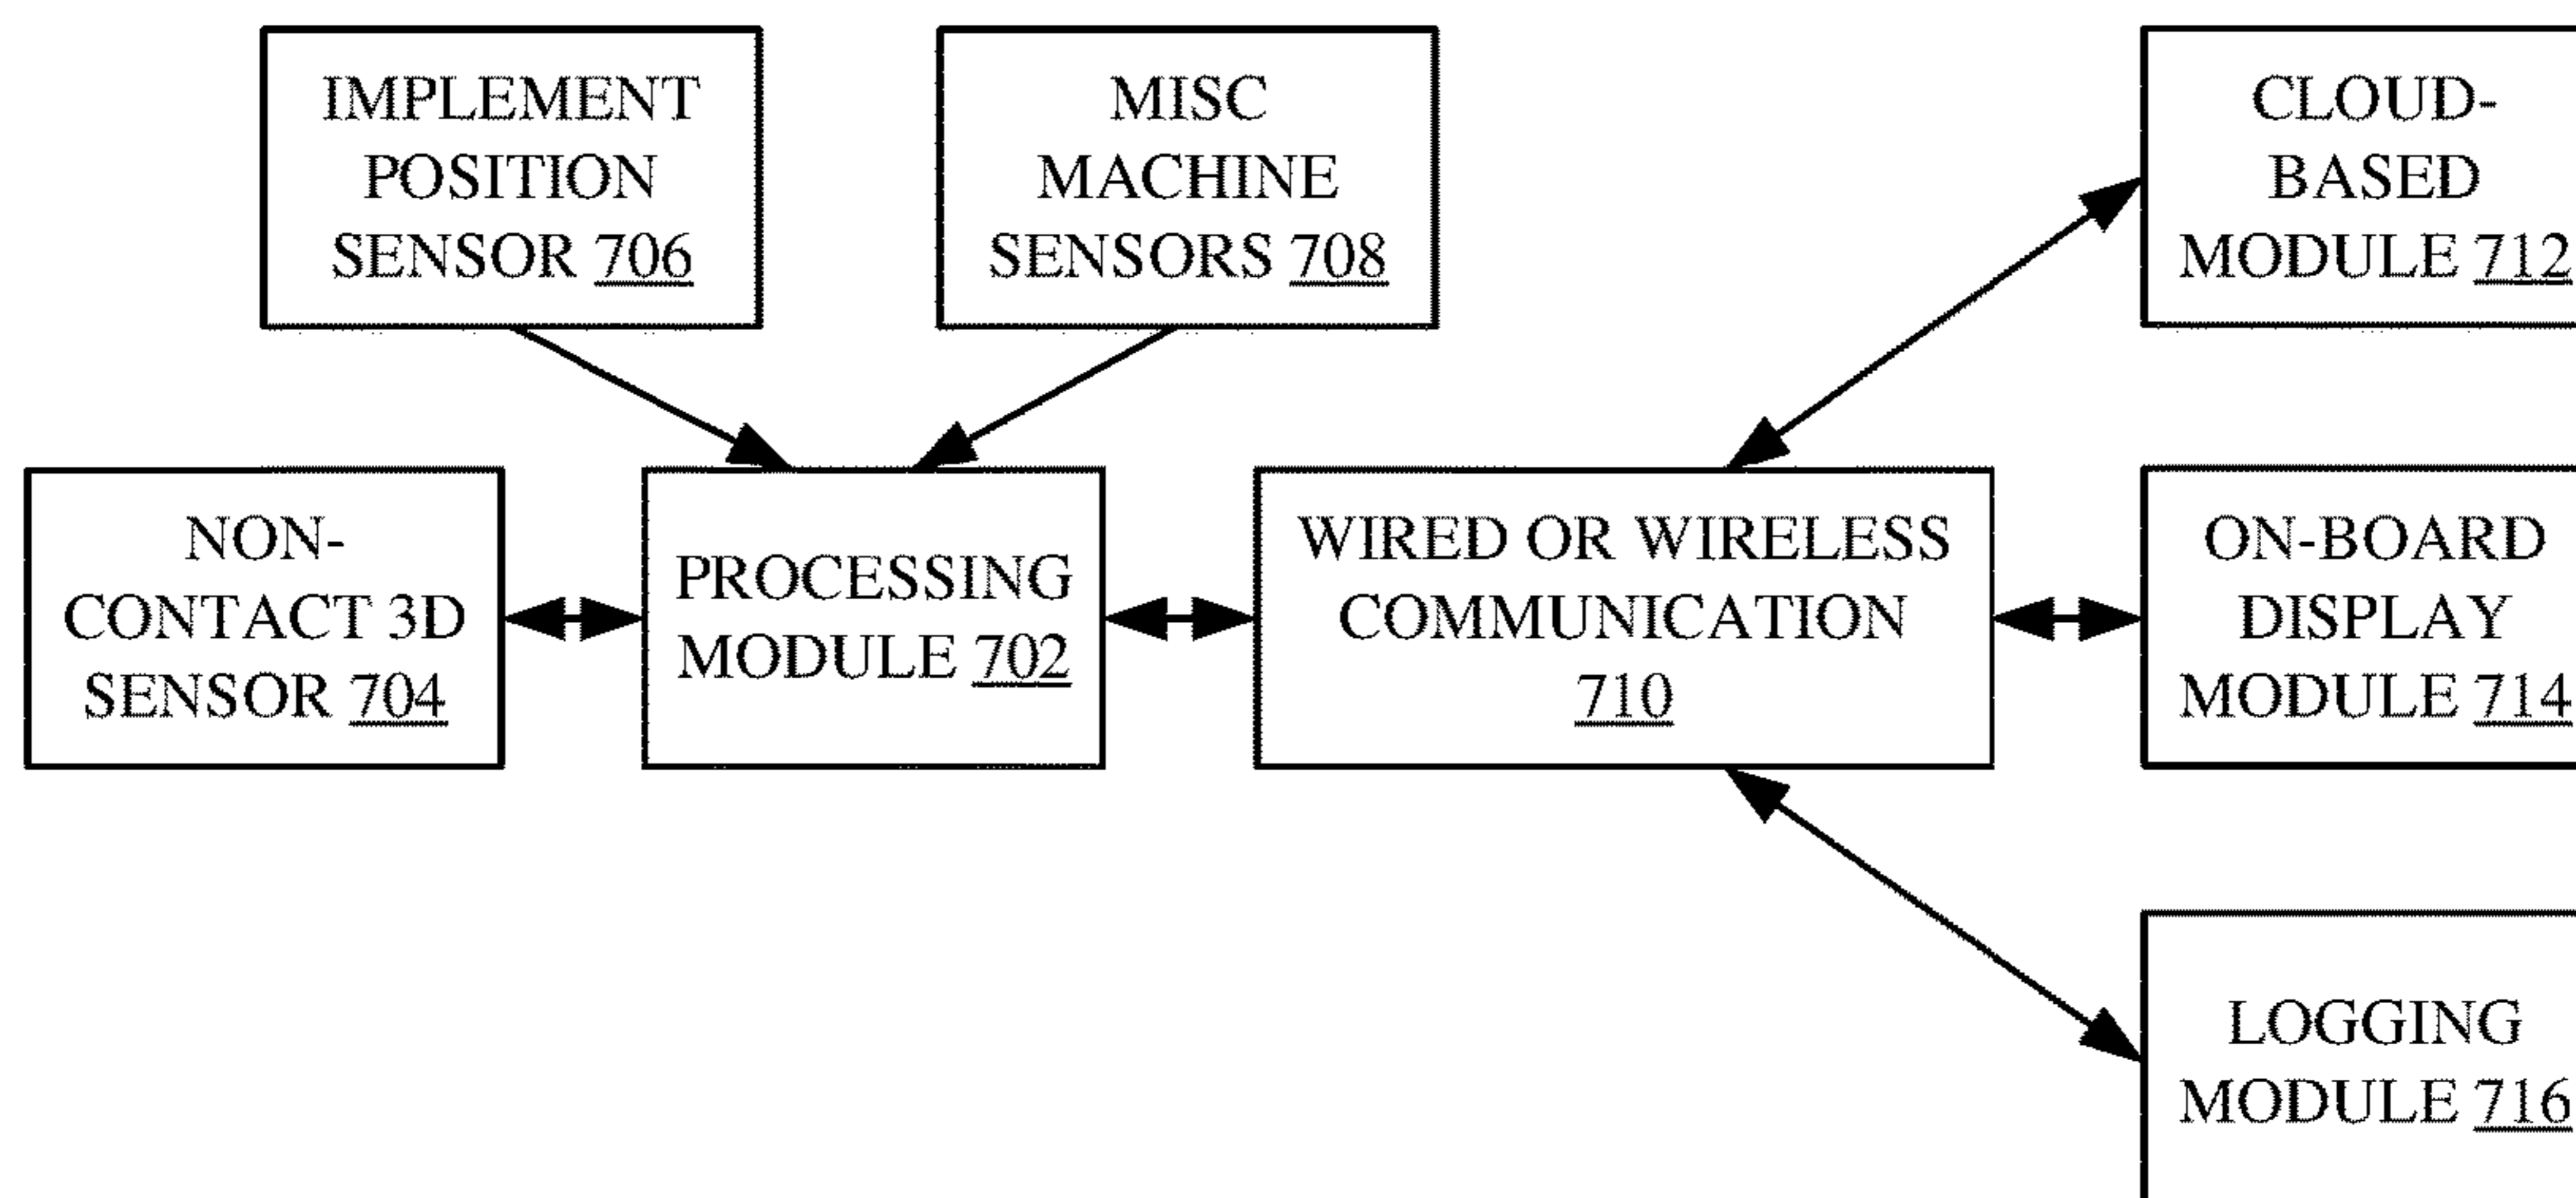 IMPLEMENT
POSITION
SENSOR 706
MISC
MACHINE
SENSORS 708
CLOUD-
BASED
MODULE 712
NON-
CONTACT 3D
SENSOR 704
PROCESSING
MODULE 702
WIRED OR WIRELESS
COMMUNICATION
710
ON-BOARD
DISPLAY
MODULE 714
LOGGING
MODULE 716